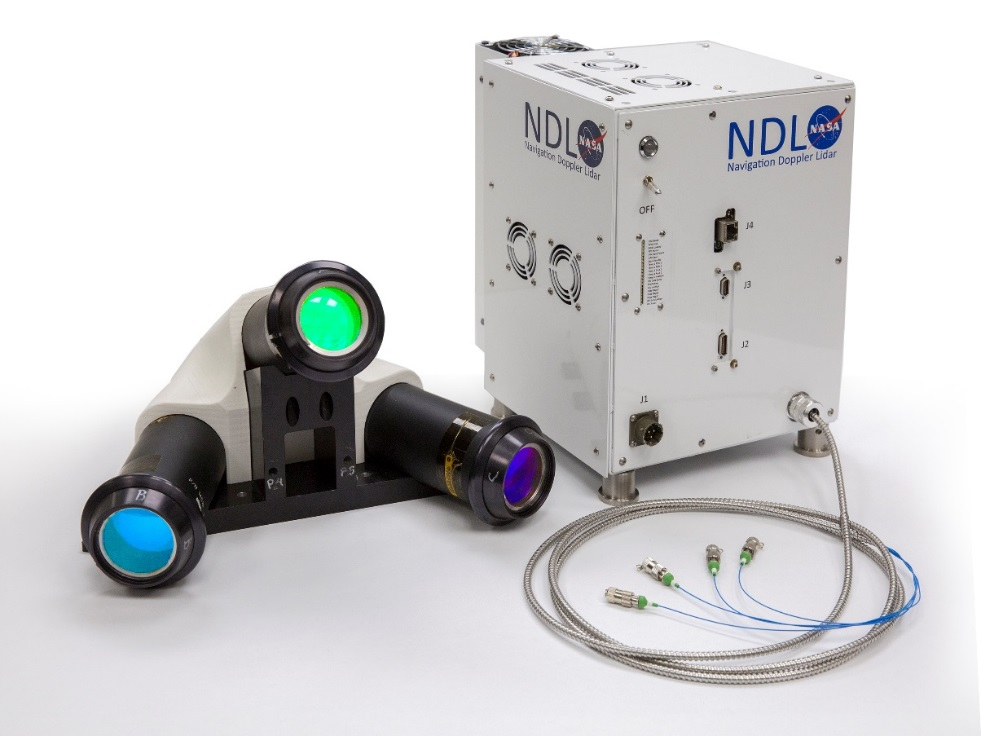 NDL
NASA
Navigation Doppler Lidar
NDL
NASA
Navigation Doppler Lidar
OFF
J4
J3
J2
J1
B
P4
P5